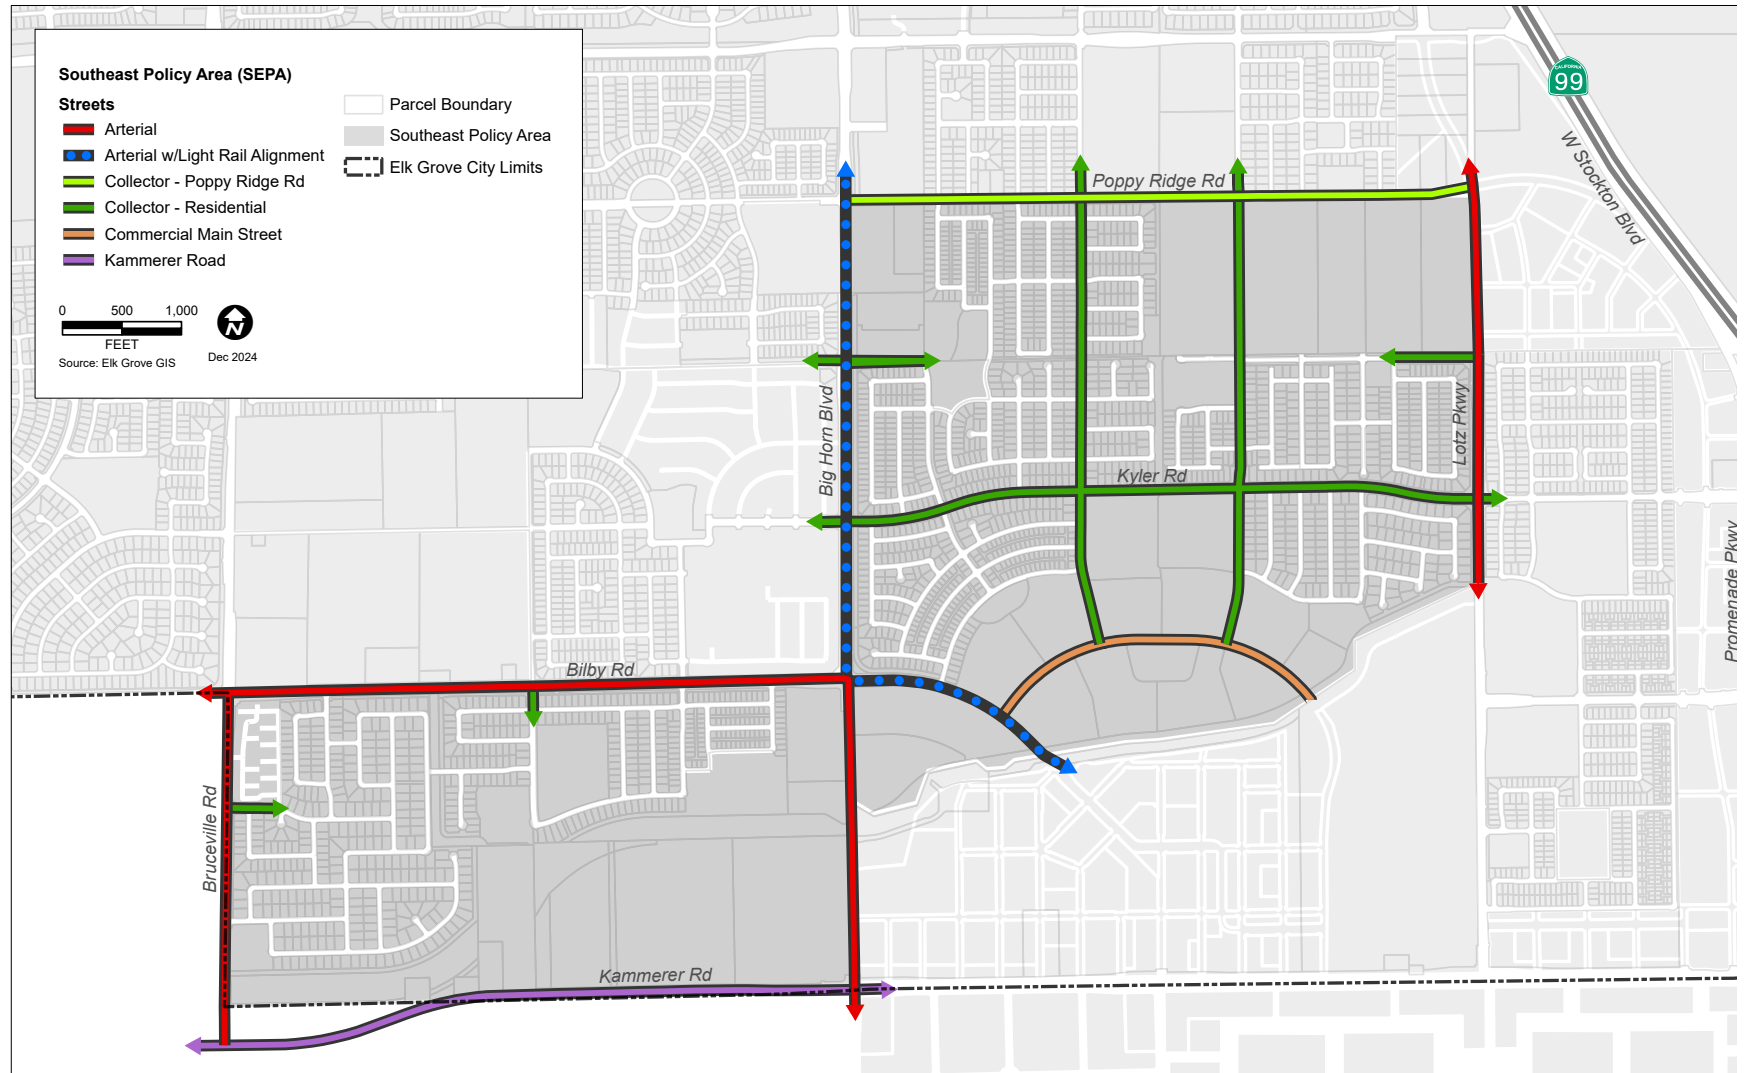 Southeast Policy Area (SEPA)
Streets
Arterial
Arterial w/Light Rail Alignment
Collector - Poppy Ridge Rd
Collector - Residential
Commercial Main Street
Kammerer Road
Parcel Boundary
Southeast Policy Area
Elk Grove City Limits
0 500 1,000
FEET
Source: Elk Grove GIS
N
Dec 2024
CALIFORNIA
99
W Stockton Blvd
Poppy Ridge Rd
Big Horn Blvd
Lotz Pkwy
Kyler Rd
Promenade Pkwy
Bilby Rd
Bruceville Rd
Kammerer Rd